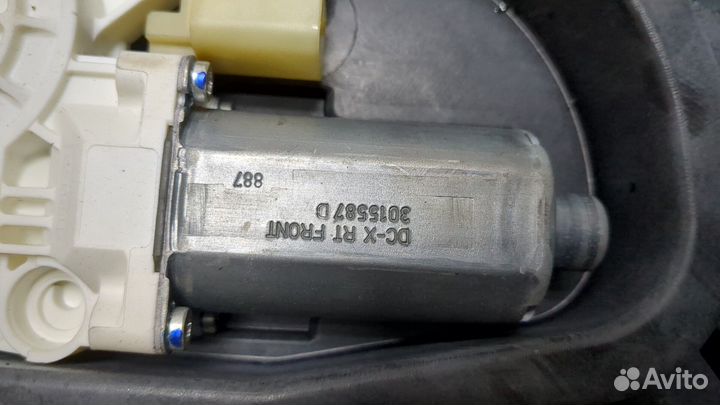 DC-X RT FRONT
3015587 D
887
Avito